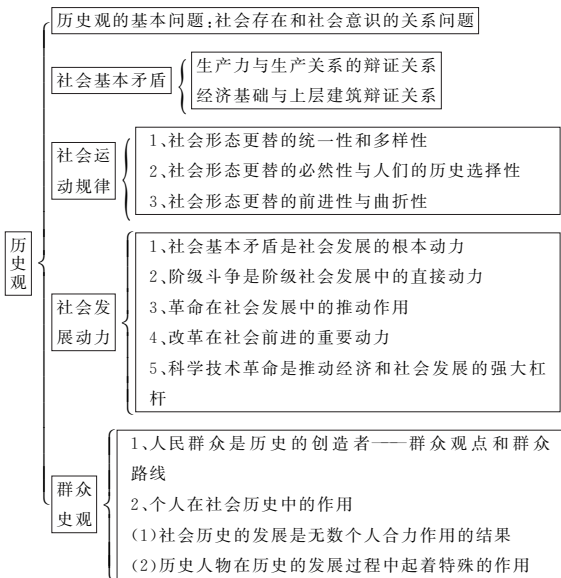 历史观的基本问题:社会存在和社会意识的关系问题
社会基本矛盾
生产力与生产关系的辩证关系
经济基础与上层建筑辩证关系
社会运
动规律
1、社会形态更替的统一性和多样性
2、社会形态更替的必然性与人们的历史选择性
3、社会形态更替的前进性与曲折性
历
史
观
社会发
展动力
1、社会基本矛盾是社会发展的根本动力
2、阶级斗争是阶级社会发展中的直接动力
3、革命在社会发展中的推动作用
4、改革在社会前进的重要动力
5、科学技术革命是推动经济和社会发展的强大杠
杆
群众
史观
1、人民群众是历史的创造者——群众观点和群众
路线
2、个人在社会历史中的作用
(1)社会历史的发展是无数个人合力作用的结果
(2)历史人物在历史的发展过程中起着特殊的作用